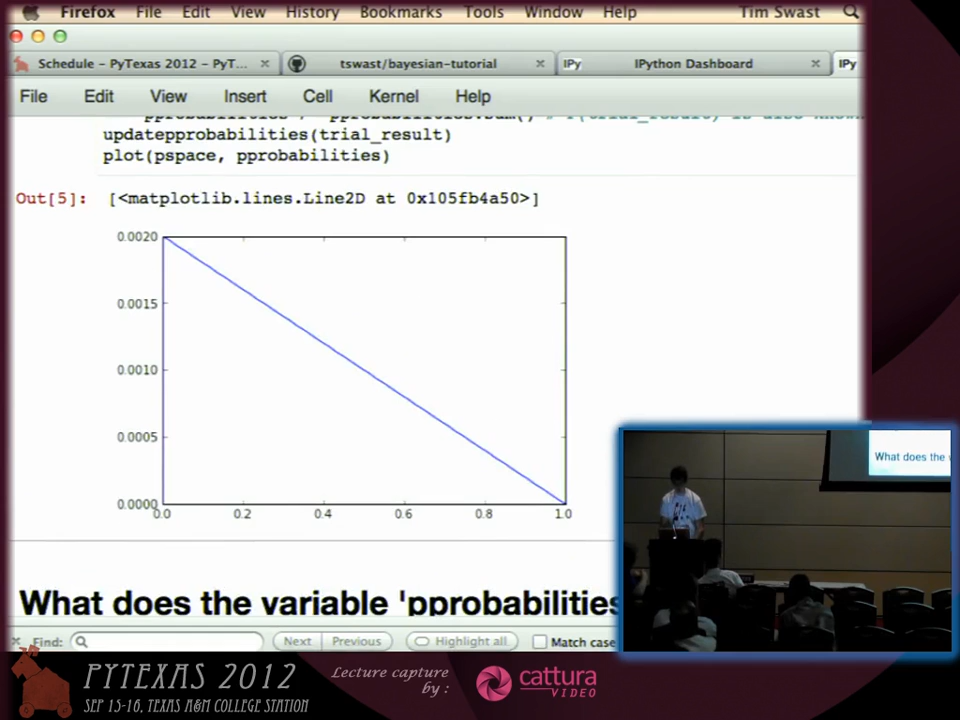 Firefox File Edit View History Bookmarks Tools Window Help Tim Swast
Schedule - PyTexas 2012 - PyT... tswast/bayesian-tutorial IPy IPython Dashboard IPy
File Edit View Insert Cell Kernel Help
updatepprobabilities(trial_result)
plot(pspace, pprobabilities)
Out[5]: [<matplotlib.lines.Line2D at 0x105fb4a50>]
0.0020
0.0015
0.0010
0.0005
0.0000
0.0 0.2 0.4 0.6 0.8 1.0
What does the
What does the variable 'pprobabilities
Find: Next Previous Highlight all Match case
PYTEXAS 2012
SEP 15-16, TEXAS A&M COLLEGE STATION
Lecture capture
by :
cattura
VIDEO